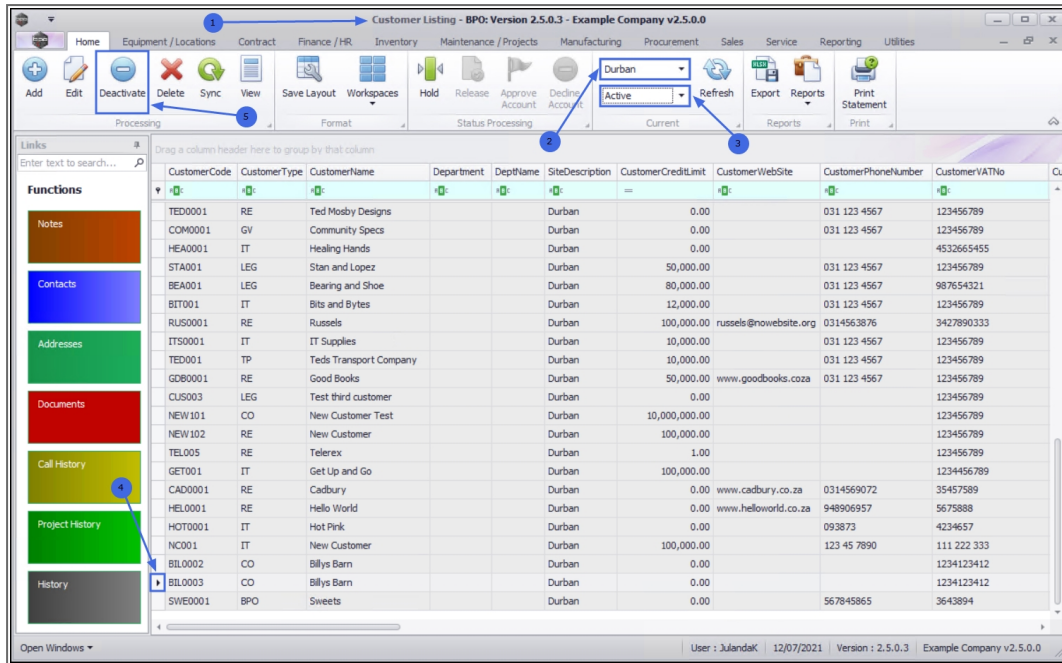 1
Customer Listing - BPO: Version 2.5.0.3 - Example Company v2.5.0.0
Home Equipment / Locations Contract Finance / HR Inventory Maintenance / Projects Manufacturing Procurement Sales Service Reporting Utilities
Add Edit Deactivate Delete Sync View Save Layout Workspaces Hold Release Approve Account Decline Account Durban Active Refresh Export Reports Print Statement
5 2 3
Processing Format Status Processing Current Reports Print
Links
Enter text to search...
Drag a column header here to group by that column
Functions
CustomerCode CustomerType CustomerName Department DeptName SiteDescription CustomerCreditLimit CustomerWebSite CustomerPhoneNumber CustomerVATNo Cu
TED0001 RE Ted Mosby Designs Durban 0.00 031 123 4567 123456789
COM0001 GV Community Specs Durban 0.00 031 123 4567 123456789
HEA0001 IT Healing Hands Durban 0.00 4532665455
STA001 LEG Stan and Lopez Durban 50,000.00 031 123 4567 123456789
BEA001 LEG Bearing and Shoe Durban 80,000.00 031 123 4567 987654321
BIT001 IT Bits and Bytes Durban 12,000.00 031 123 4567 123456789
RUS0001 RE Russels Durban 100,000.00 russels@nowebsite.org 0314563876 3427890333
ITS0001 IT IT Supplies Durban 10,000.00 031 123 4567 123456789
TED001 TP Teds Transport Company Durban 10,000.00 031 123 4567 123456789
GDB0001 RE Good Books Durban 50,000.00 www.goodbooks.coza 031 123 4567 123456789
CUS003 LEG Test third customer Durban 0.00 123456789
NEW101 CO New Customer Test Durban 10,000,000.00 123456789
NEW102 RE New Customer Durban 100,000.00 123456789
TEL005 RE Telerex Durban 1.00 123456789
GET001 IT Get Up and Go Durban 100,000.00 1234456789
CAD0001 RE Cadbury Durban 0.00 www.cadbury.co.za 0314569072 35457589
HEL0001 RE Hello World Durban 0.00 www.helloworld.co.za 948906957 5675888
HOT0001 IT Hot Pink Durban 0.00 093873 4234657
NC001 IT New Customer Durban 100,000.00 123 45 7890 111 222 333
BIL0002 CO Billys Barn Durban 0.00 1234123412
BIL0003 CO Billys Barn Durban 0.00 1234123412
SWE0001 BPO Sweets Durban 0.00 567845865 3643894
Notes
Contacts
Addresses
Documents
Call History
4
Project History
History
Open Windows User : JulandaK 12/07/2021 Version : 2.5.0.3 Example Company v2.5.0.0